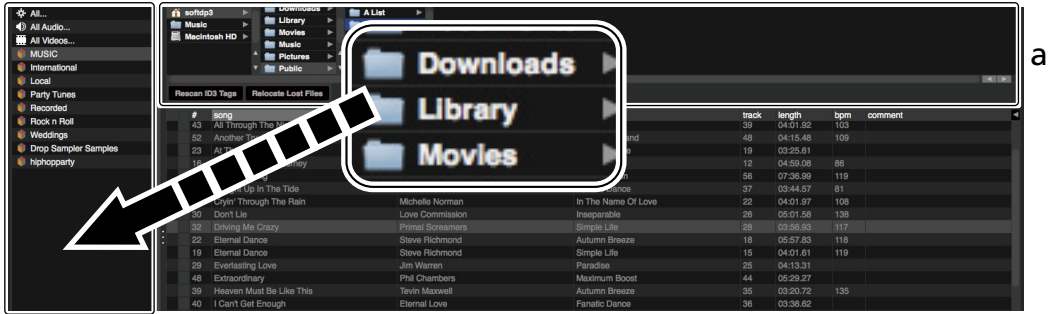 All...
All Audio...
All Videos...
MUSIC
International
Local
Party Tunes
Recorded
Rock n Roll
Weddings
Drop Sampler Samples
hiphopparty
softdp3
Music
Macintosh HD
Downloads
Library
Movies
Music
Pictures
Public
A List
Downloads
Library
Movies
a
Rescan ID3 Tags Relocate Lost Files
# song track length bpm comment
43 All Through The 39 04:01.92 103
52 Another 48 04:15.48 109
23 19 03:25.61
12 04:59.08 86
56 07:36.99 119
Up In The Tide Dance 37 03:44.57 81
Cryin' Through The Rain Michelle Norman In The Name Of Love 22 04:01.97 108
30 Don't Lie Love Commission Inseparable 26 05:01.58 138
32 Driving Me Crazy Primal Screamers Simple Life 28 03:56.93 117
22 Eternal Dance Steve Richmond Autumn Breeze 18 05:57.83 118
19 Eternal Dance Steve Richmond Simple Life 15 04:01.61 119
29 Everlasting Love Jim Warren Paradise 25 04:13.31
48 Extraordinary Phil Chambers Maximum Boost 44 05:29.27
39 Heaven Must Be Like This Tevin Maxwell Autumn Breeze 35 03:20.72 135
40 I Can't Get Enough Eternal Love Fanatic Dance 36 03:38.62